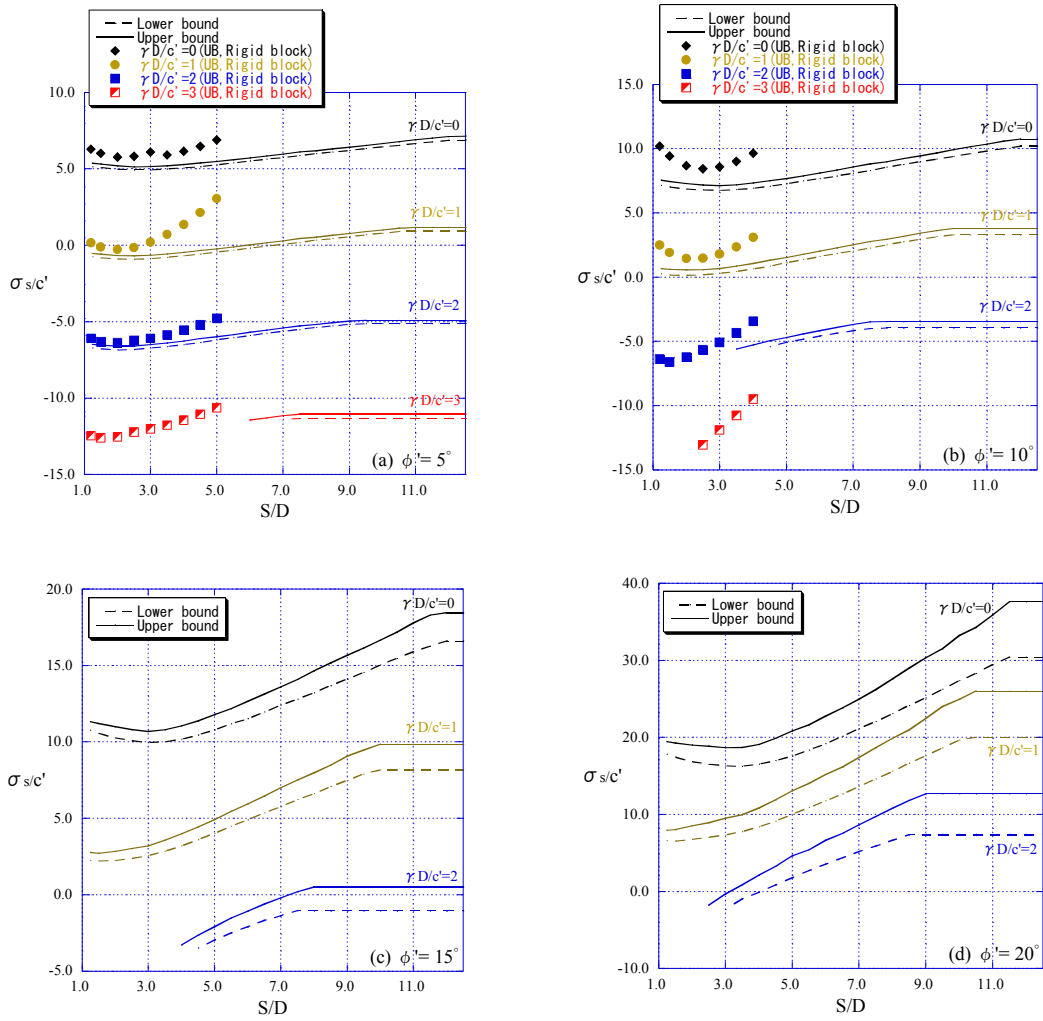 Lower bound
Upper bound
γD/c'=0(UB,Rigid block)
γD/c'=1(UB,Rigid block)
γD/c'=2(UB,Rigid block)
γD/c'=3(UB,Rigid block)
10.0
5.0
0.0
-5.0
-10.0
-15.0
σs/c'
γD/c'=0
γD/c'=1
γD/c'=2
γD/c'=3
(a) ϕ'= 5°
1.0 3.0 5.0 7.0 9.0 11.0
S/D
Lower bound
Upper bound
γD/c'=0(UB,Rigid block)
γD/c'=1(UB,Rigid block)
γD/c'=2(UB,Rigid block)
γD/c'=3(UB,Rigid block)
15.0
10.0
5.0
0.0
-5.0
-10.0
-15.0
σs/c'
γD/c'=0
γD/c'=1
γD/c'=2
(b) ϕ'= 10°
1.0 3.0 5.0 7.0 9.0 11.0
S/D
Lower bound
Upper bound
20.0
15.0
10.0
5.0
0.0
-5.0
σs/c'
γD/c'=0
γD/c'=1
γD/c'=2
(c) ϕ'= 15°
1.0 3.0 5.0 7.0 9.0 11.0
S/D
Lower bound
Upper bound
40.0
30.0
20.0
10.0
0.0
-10.0
σs/c'
γD/c'=0
γD/c'=1
γD/c'=2
(d) ϕ'= 20°
1.0 3.0 5.0 7.0 9.0 11.0
S/D